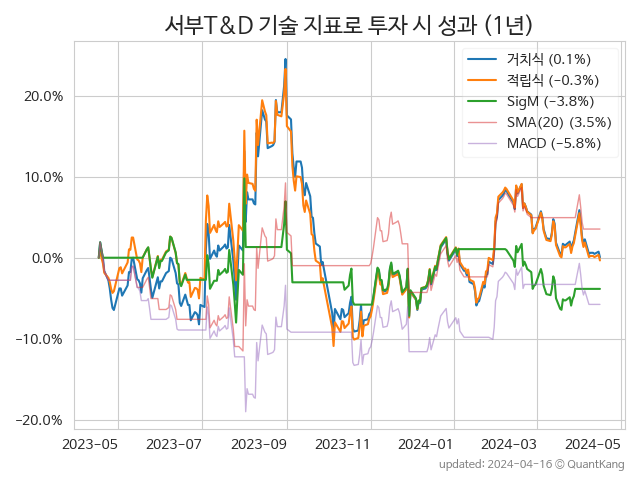 서부T&D 기술 지표로 투자 시 성과 (1년)
거치식 (0.1%)
적립식 (−0.3%)
SigM (−3.8%)
SMA(20) (3.5%)
MACD (−5.8%)
20.0%
10.0%
0.0%
−10.0%
−20.0%
2023-05 2023-07 2023-09 2023-11 2024-01 2024-03 2024-05
updated: 2024-04-16 © QuantKang